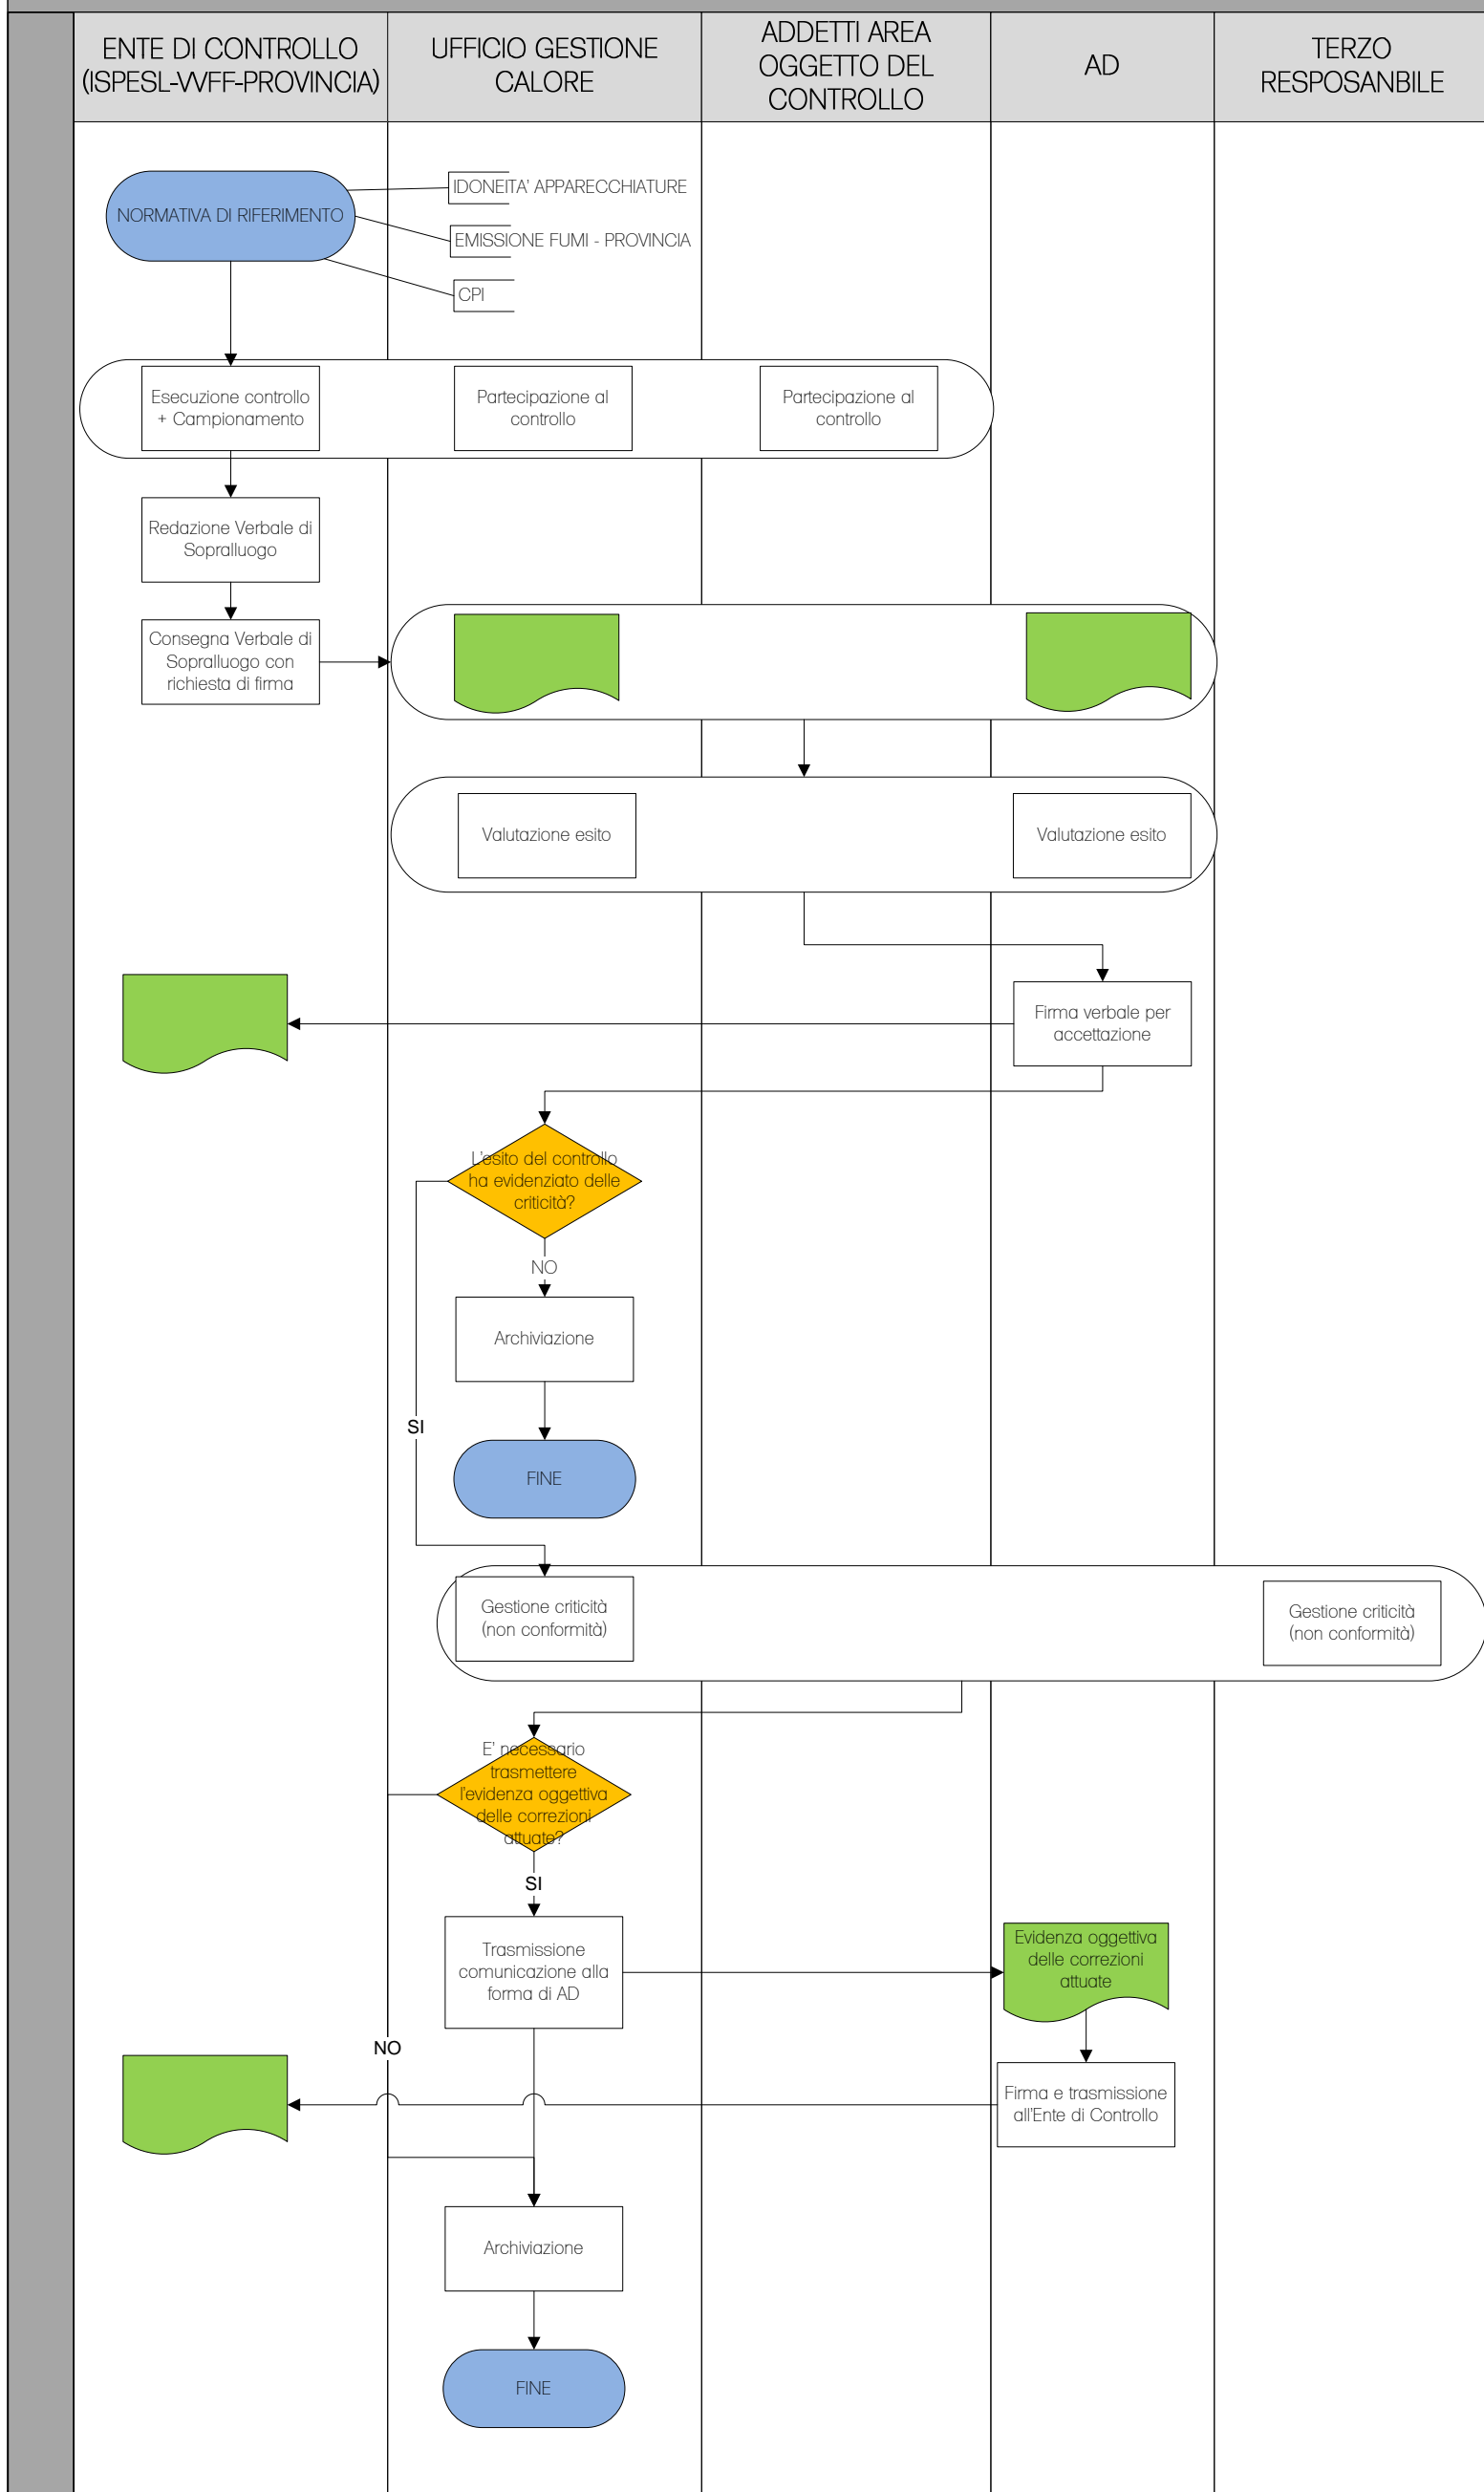 ENTE DI CONTROLLO
(ISPESL-VVFF-PROVINCIA)
UFFICIO GESTIONE
CALORE
ADDETTI AREA
OGGETTO DEL
CONTROLLO
AD
TERZO
RESPOSANBILE
NORMATIVA DI RIFERIMENTO
IDONEITA' APPARECCHIATURE
EMISSIONE FUMI - PROVINCIA
CPI
Esecuzione controllo
+ Campionamento
Partecipazione al
controllo
Partecipazione al
controllo
Redazione Verbale di
Sopralluogo
Consegna Verbale di
Sopralluogo con
richiesta di firma
Valutazione esito
Valutazione esito
Firma verbale per
accettazione
L'esito del controllo
ha evidenziato delle
criticità?
NO
Archiviazione
SI
FINE
Gestione criticità
(non conformità)
Gestione criticità
(non conformità)
E' necessario
trasmettere
l'evidenza oggettiva
delle correzioni
attuate?
SI
Trasmissione
comunicazione alla
forma di AD
Evidenza oggettiva
delle correzioni
attuate
NO
Firma e trasmissione
all'Ente di Controllo
Archiviazione
FINE